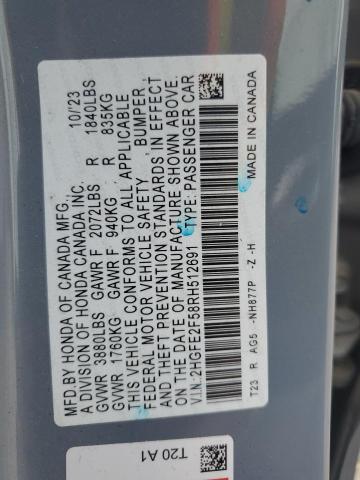 MFD BY HONDA OF CANADA MFG., 10/'23
A DIVISION OF HONDA CANADA INC.
GVWR 3880LBS GAWR F 2072LBS R 1840LBS
GVWR 1760KG GAWR F 940KG R 835KG
THIS VEHICLE CONFORMS TO ALL APPLICABLE
FEDERAL MOTOR VEHICLE SAFETY, BUMPER,
AND THEFT PREVENTION STANDARDS IN EFFECT
ON THE DATE OF MANUFACTURE SHOWN ABOVE.
V.I.N.:2HGFE2F58RH512691 TYPE:PASSENGER CAR
T23 R AG5 -NH877P -Z -H MADE IN CANADA
T20 A1